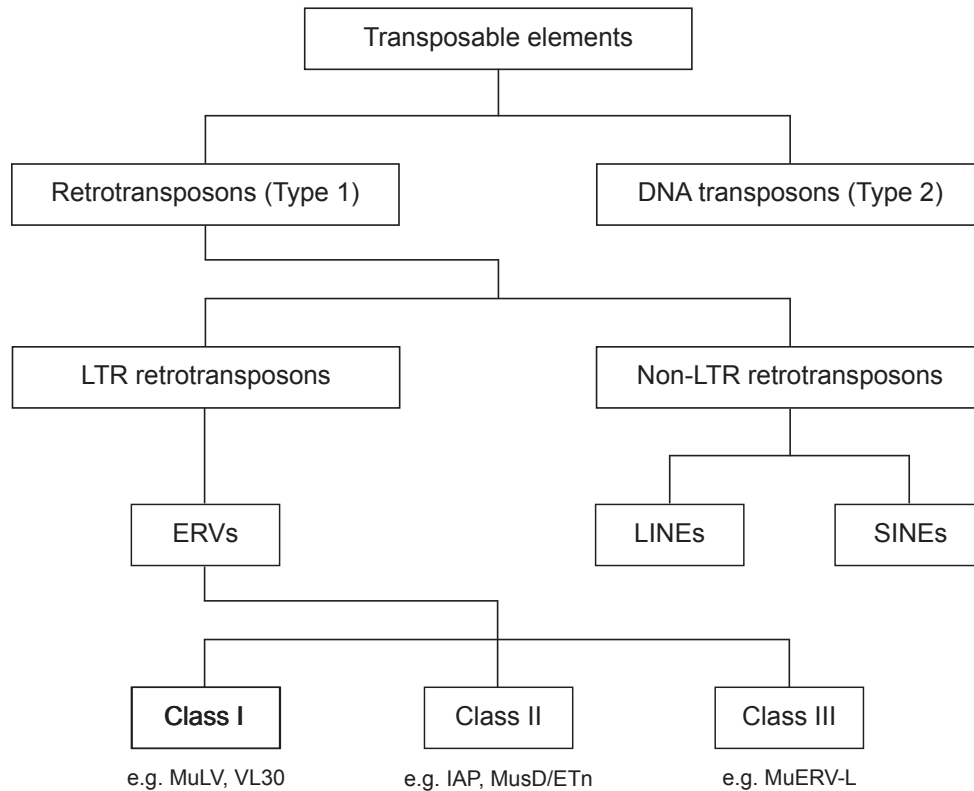 Transposable elements
Retrotransposons (Type 1)
DNA transposons (Type 2)
LTR retrotransposons
Non-LTR retrotransposons
ERVs
LINEs
SINEs
Class I
Class II
Class III
e.g. MuLV, VL30
e.g. IAP, MusD/ETn
e.g. MuERV-L